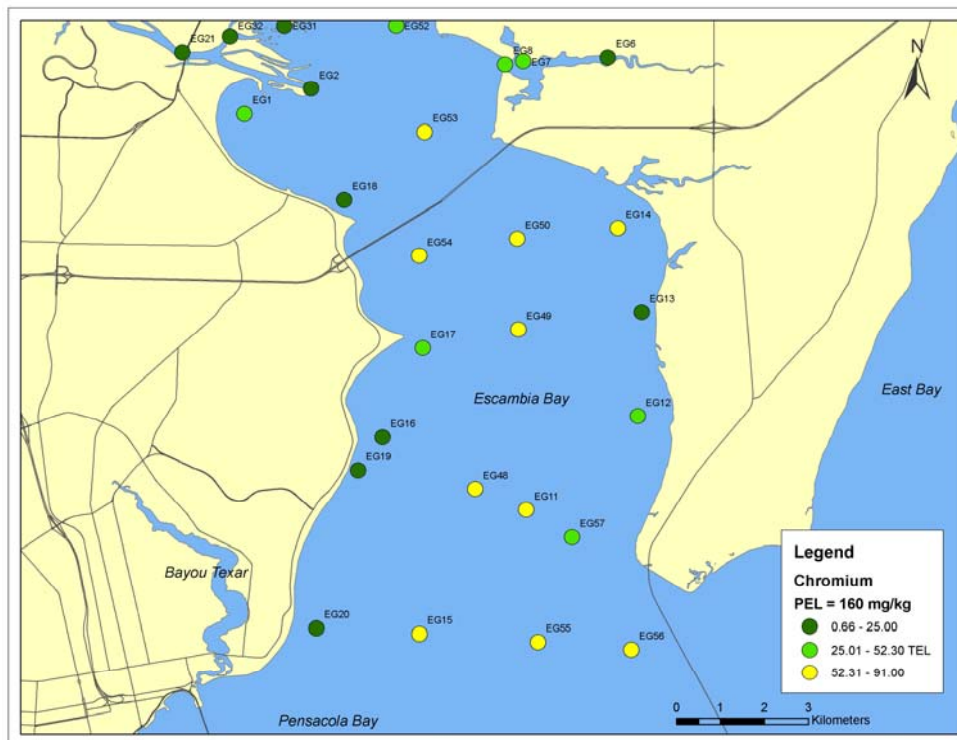 EG32
EG31
EG52
EG21
EG8
EG7
EG6
N
EG2
EG1
EG53
EG18
EG14
EG50
EG54
EG13
EG49
EG17
Escambia Bay
East Bay
EG12
EG16
EG19
EG48
EG11
EG57
Bayou Texar
EG20
EG15
EG55
EG56
Pensacola Bay
Legend
Chromium
PEL = 160 mg/kg
0.66 - 25.00
25.01 - 52.30 TEL
52.31 - 91.00
0 1 2 3
Kilometers